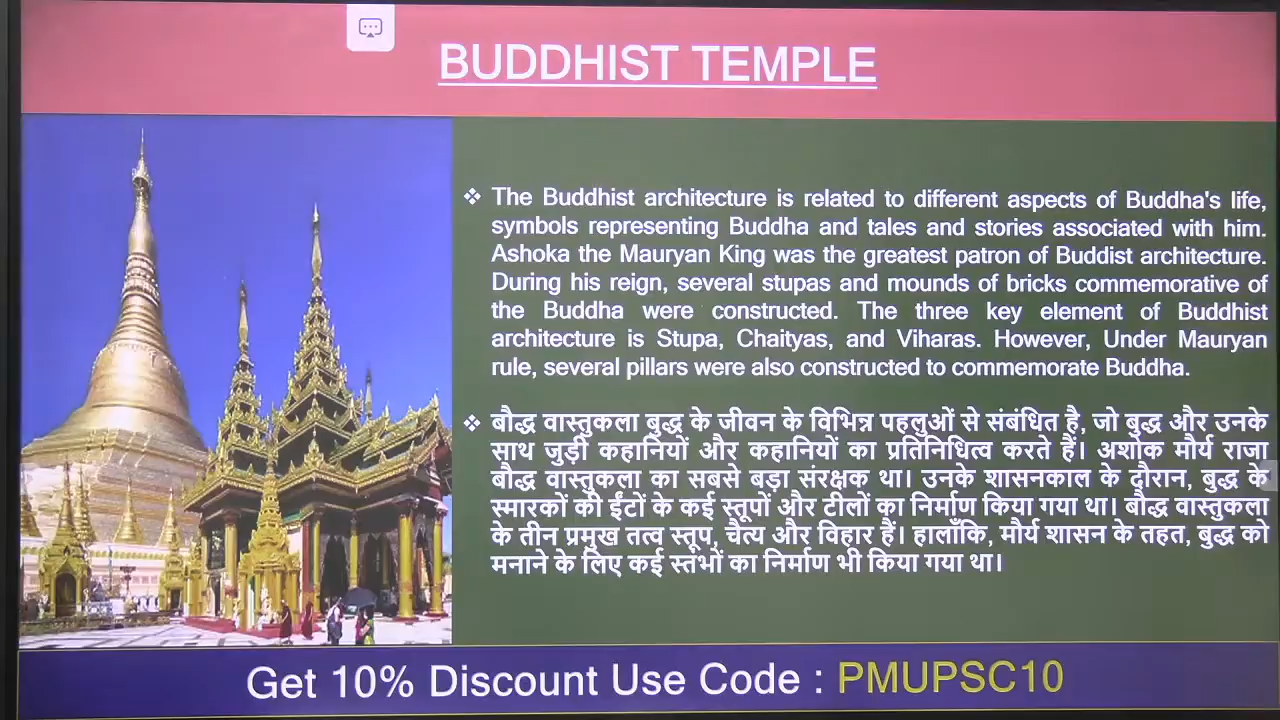 BUDDHIST TEMPLE
❖ The Buddhist architecture is related to different aspects of Buddha's life,
symbols representing Buddha and tales and stories associated with him.
Ashoka the Mauryan King was the greatest patron of Buddist architecture.
During his reign, several stupas and mounds of bricks commemorative of
the Buddha were constructed. The three key element of Buddhist
architecture is Stupa, Chaityas, and Viharas. However, Under Mauryan
rule, several pillars were also constructed to commemorate Buddha.
❖ बौद्ध वास्तुकला बुद्ध के जीवन के विभिन्न पहलुओं से संबंधित है, जो बुद्ध और उनके
साथ जुड़ी कहानियों और कहानियों का प्रतिनिधित्व करते हैं। अशोक मौर्य राजा
बौद्ध वास्तुकला का सबसे बड़ा संरक्षक था। उनके शासनकाल के दौरान, बुद्ध के
स्मारकों की ईंटों के कई स्तूपों और टीलों का निर्माण किया गया था। बौद्ध वास्तुकला
के तीन प्रमुख तत्व स्तूप, चैत्य और विहार हैं। हालाँकि, मौर्य शासन के तहत, बुद्ध को
मनाने के लिए कई स्तंभों का निर्माण भी किया गया था।
Get 10% Discount Use Code : PMUPSC10